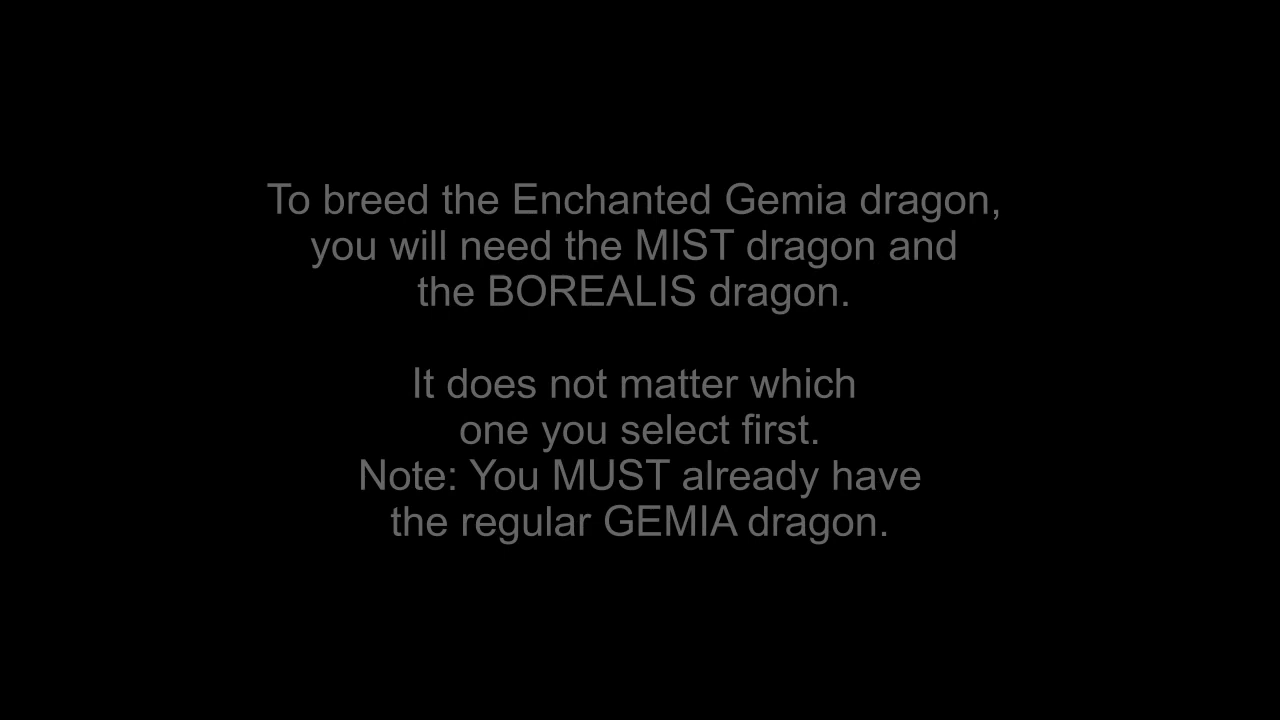 To breed the Enchanted Gemia dragon,
you will need the MIST dragon and
the BOREALIS dragon.
It does not matter which
one you select first.
Note: You MUST already have
the regular GEMIA dragon.